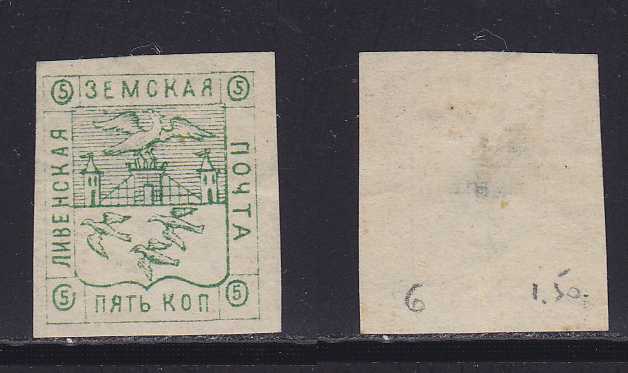 5 ЗЕМСКАЯ 5
ЛИВЕНСКАЯ
ПОЧТА
5 ПЯТЬ КОП 5
6 1.50.-